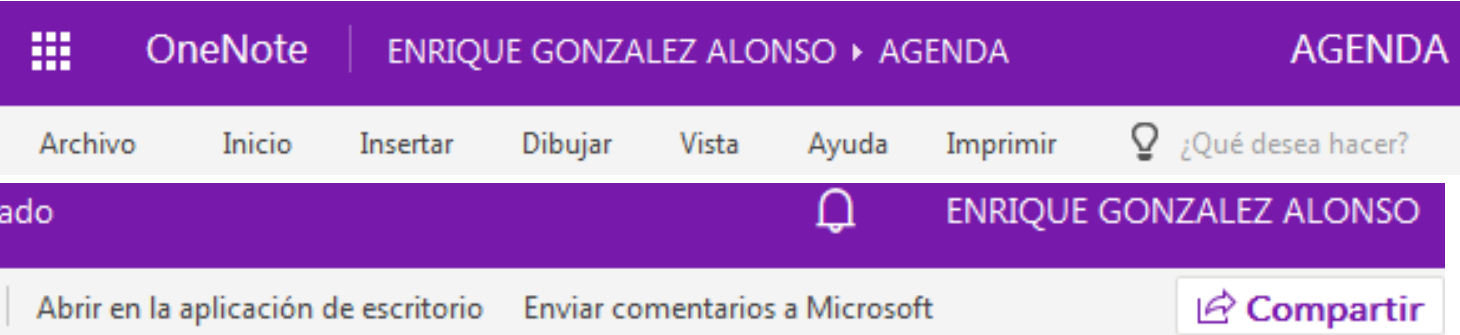 OneNote ENRIQUE GONZALEZ ALONSO ▸ AGENDA AGENDA
Archivo Inicio Insertar Dibujar Vista Ayuda Imprimir ¿Qué desea hacer?
ado ENRIQUE GONZALEZ ALONSO
Abrir en la aplicación de escritorio Enviar comentarios a Microsoft Compartir